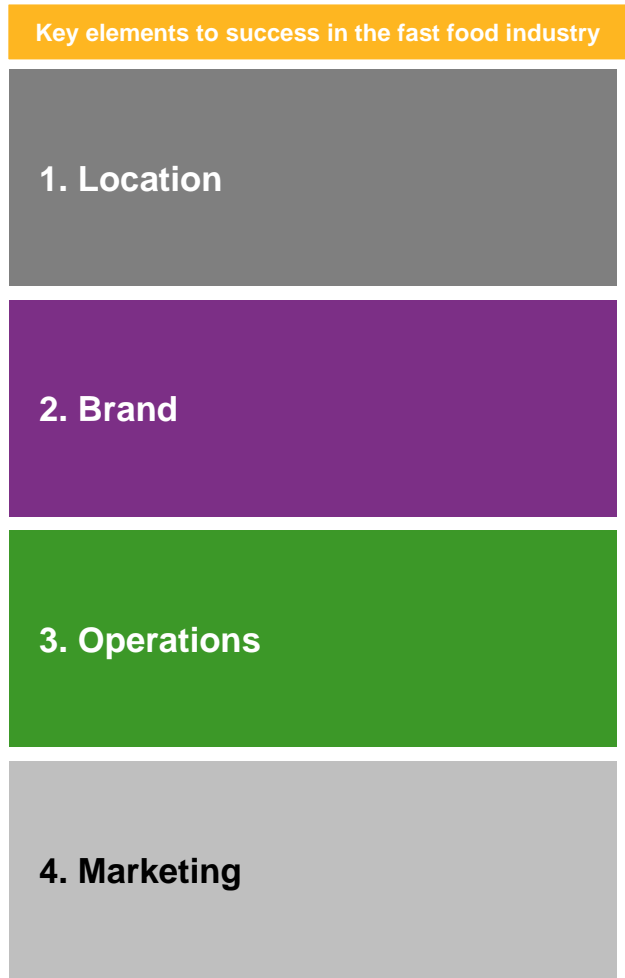 Key elements to success in the fast food industry
1. Location
2. Brand
3. Operations
4. Marketing